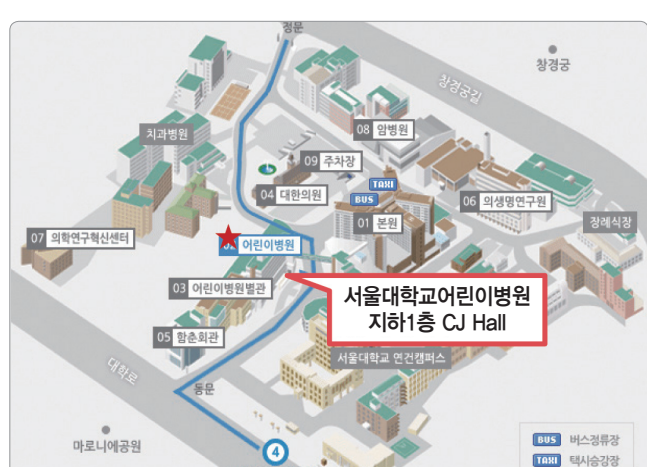 정문
창경궁
창경궁길
치과병원
08 암병원
09 주차장
TAXI
BUS
04 대한의원
01 본원
06 의생명연구원
장례식장
07 의학연구혁신센터
어린이병원
03 어린이병원별관
서울대학교어린이병원
지하1층 CJ Hall
05 함춘회관
서울대학교 연건캠퍼스
대학로
동문
마로니에공원
4
BUS 버스정류장
TAXI 택시승강장